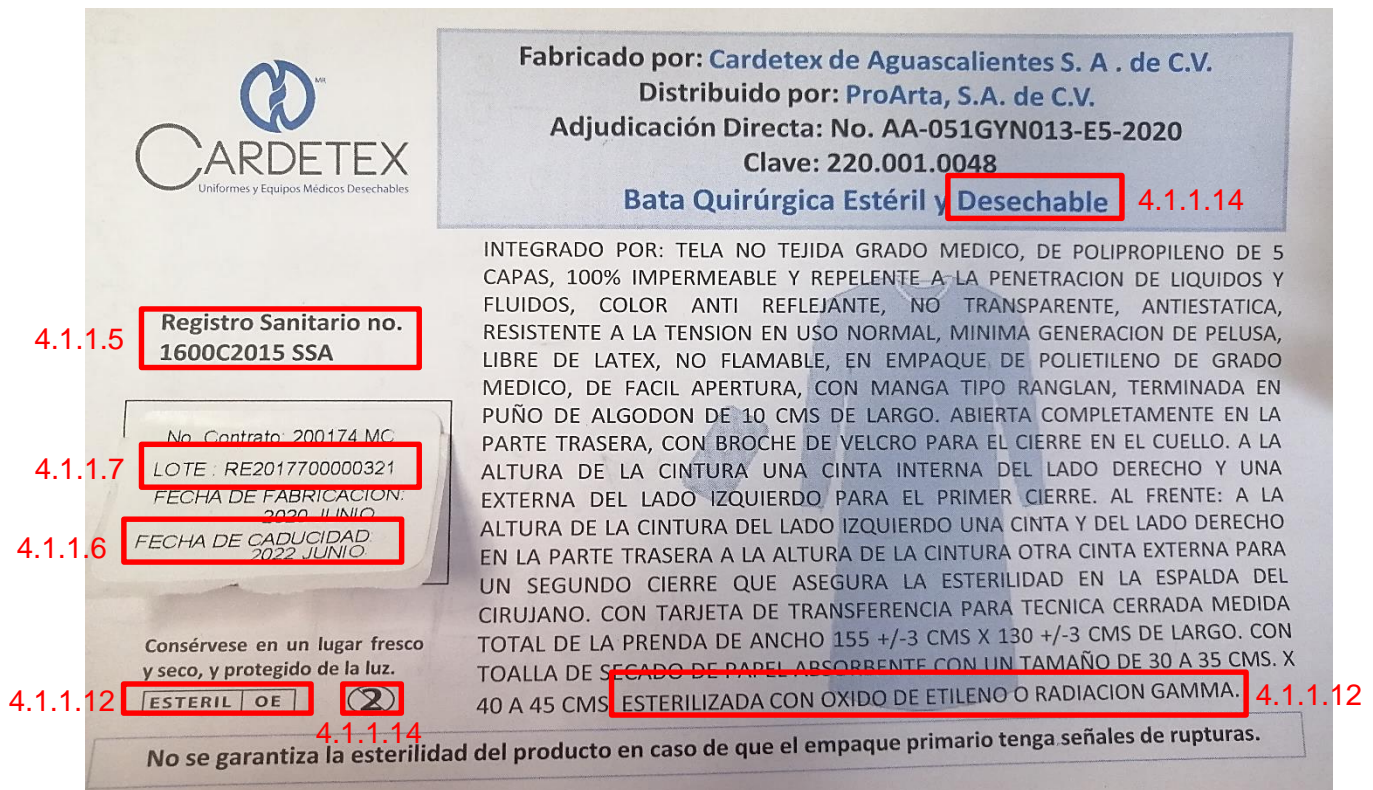 MR
CARDETEX
Uniformes y Equipos Médicos Desechables
Fabricado por: Cardetex de Aguascalientes S. A . de C.V.
Distribuido por: ProArta, S.A. de C.V.
Adjudicación Directa: No. AA-051GYN013-E5-2020
Clave: 220.001.0048
Bata Quirúrgica Estéril y Desechable
4.1.1.14
4.1.1.5
Registro Sanitario no.
1600C2015 SSA
No. Contrato: 200174 MC
4.1.1.7
LOTE : RE2017700000321
FECHA DE FABRICACION:
2020 JUNIO
4.1.1.6
FECHA DE CADUCIDAD:
2022 JUNIO.
Consérvese en un lugar fresco
y seco, y protegido de la luz.
4.1.1.12
ESTERIL OE
2
4.1.1.14
INTEGRADO POR: TELA NO TEJIDA GRADO MEDICO, DE POLIPROPILENO DE 5
CAPAS, 100% IMPERMEABLE Y REPELENTE A LA PENETRACION DE LIQUIDOS Y
FLUIDOS, COLOR ANTI REFLEJANTE, NO TRANSPARENTE, ANTIESTATICA,
RESISTENTE A LA TENSION EN USO NORMAL, MINIMA GENERACION DE PELUSA,
LIBRE DE LATEX, NO FLAMABLE, EN EMPAQUE DE POLIETILENO DE GRADO
MEDICO, DE FACIL APERTURA, CON MANGA TIPO RANGLAN, TERMINADA EN
PUÑO DE ALGODON DE 10 CMS DE LARGO. ABIERTA COMPLETAMENTE EN LA
PARTE TRASERA, CON BROCHE DE VELCRO PARA EL CIERRE EN EL CUELLO. A LA
ALTURA DE LA CINTURA UNA CINTA INTERNA DEL LADO DERECHO Y UNA
EXTERNA DEL LADO IZQUIERDO PARA EL PRIMER CIERRE. AL FRENTE: A LA
ALTURA DE LA CINTURA DEL LADO IZQUIERDO UNA CINTA Y DEL LADO DERECHO
EN LA PARTE TRASERA A LA ALTURA DE LA CINTURA OTRA CINTA EXTERNA PARA
UN SEGUNDO CIERRE QUE ASEGURA LA ESTERILIDAD EN LA ESPALDA DEL
CIRUJANO. CON TARJETA DE TRANSFERENCIA PARA TECNICA CERRADA MEDIDA
TOTAL DE LA PRENDA DE ANCHO 155 +/-3 CMS X 130 +/-3 CMS DE LARGO. CON
TOALLA DE SECADO DE PAPEL ABSORBENTE CON UN TAMAÑO DE 30 A 35 CMS. X
40 A 45 CMS ESTERILIZADA CON OXIDO DE ETILENO O RADIACION GAMMA.
4.1.1.12
No se garantiza la esterilidad del producto en caso de que el empaque primario tenga señales de rupturas.